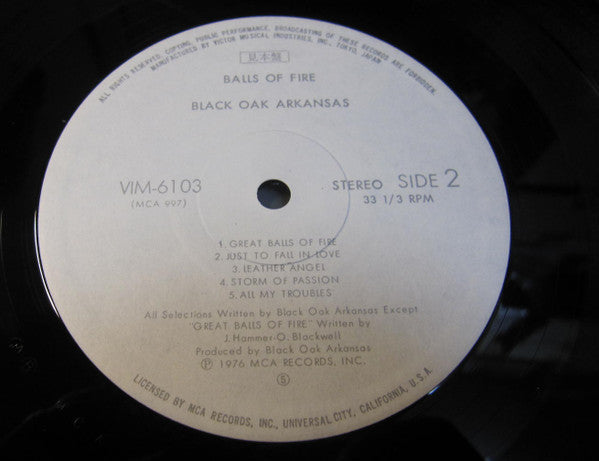 ALL RIGHTS RESERVED. COPYING, PUBLIC PERFORMANCE, BROADCASTING OF THESE RECORDS ARE FORBIDDEN.
MANUFACTURED BY VICTOR MUSICAL INDUSTRIES, INC., TOKYO, JAPAN
見本盤
BALLS OF FIRE
BLACK OAK ARKANSAS
VIM-6103
(MCA 997)
STEREO SIDE 2
33 1/3 RPM
1. GREAT BALLS OF FIRE
2. JUST TO FALL IN LOVE
3. LEATHER ANGEL
4. STORM OF PASSION
5. ALL MY TROUBLES
All Selections Written by Black Oak Arkansas Except
"GREAT BALLS OF FIRE" Written by
J. Hammer-O. Blackwell
Produced by Black Oak Arkansas
Ⓟ 1976 MCA RECORDS, INC.
Ⓢ
LICENSED BY MCA RECORDS, INC., UNIVERSAL CITY, CALIFORNIA, U.S.A.